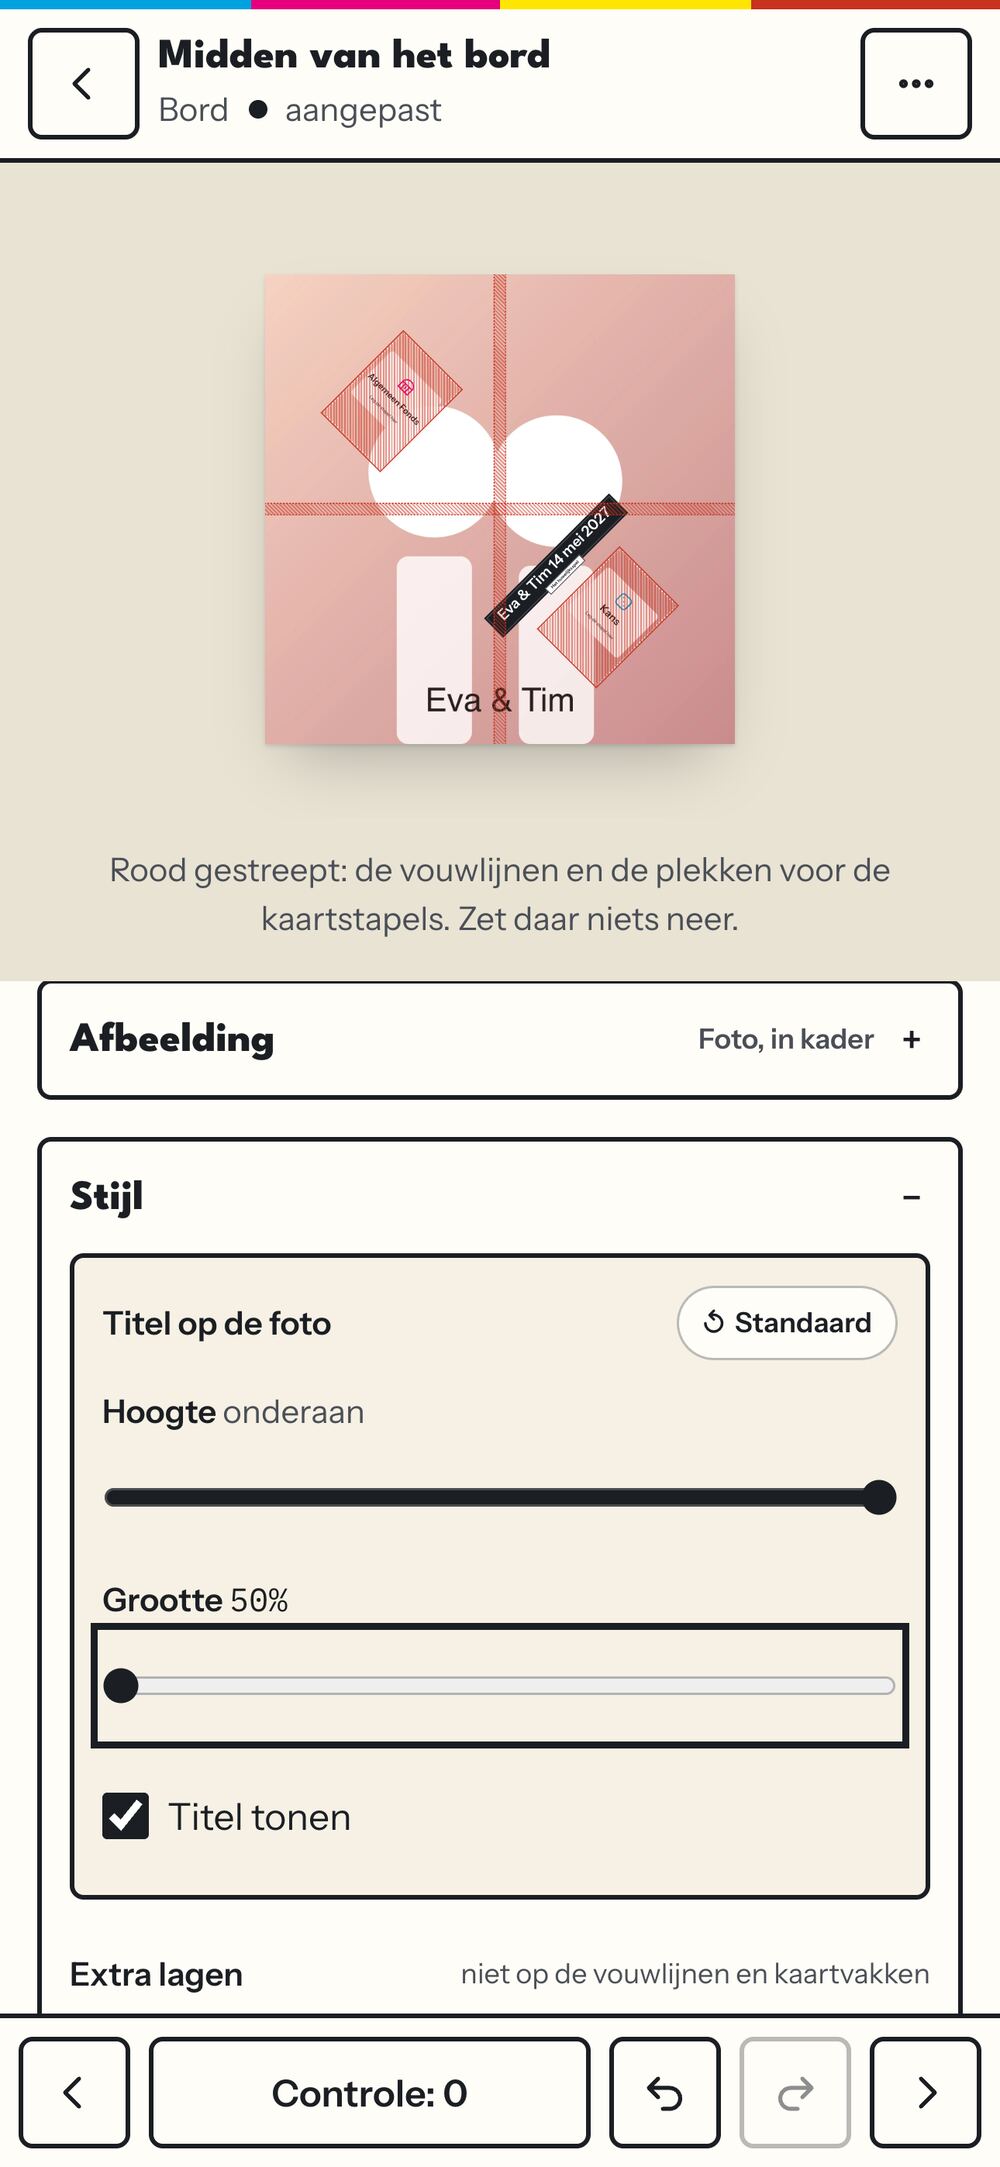 Midden van het bord
Bord ● aangepast
Algemeen Fonds
Eva & Tim 14 mei 2027
Kans
Eva & Tim
Rood gestreept: de vouwlijnen en de plekken voor de
kaartstapels. Zet daar niets neer.
Afbeelding
Foto, in kader +
Stijl
−
Titel op de foto
Standaard
Hoogte onderaan
Grootte 50%
Titel tonen
Extra lagen
niet op de vouwlijnen en kaartvakken
Controle: 0